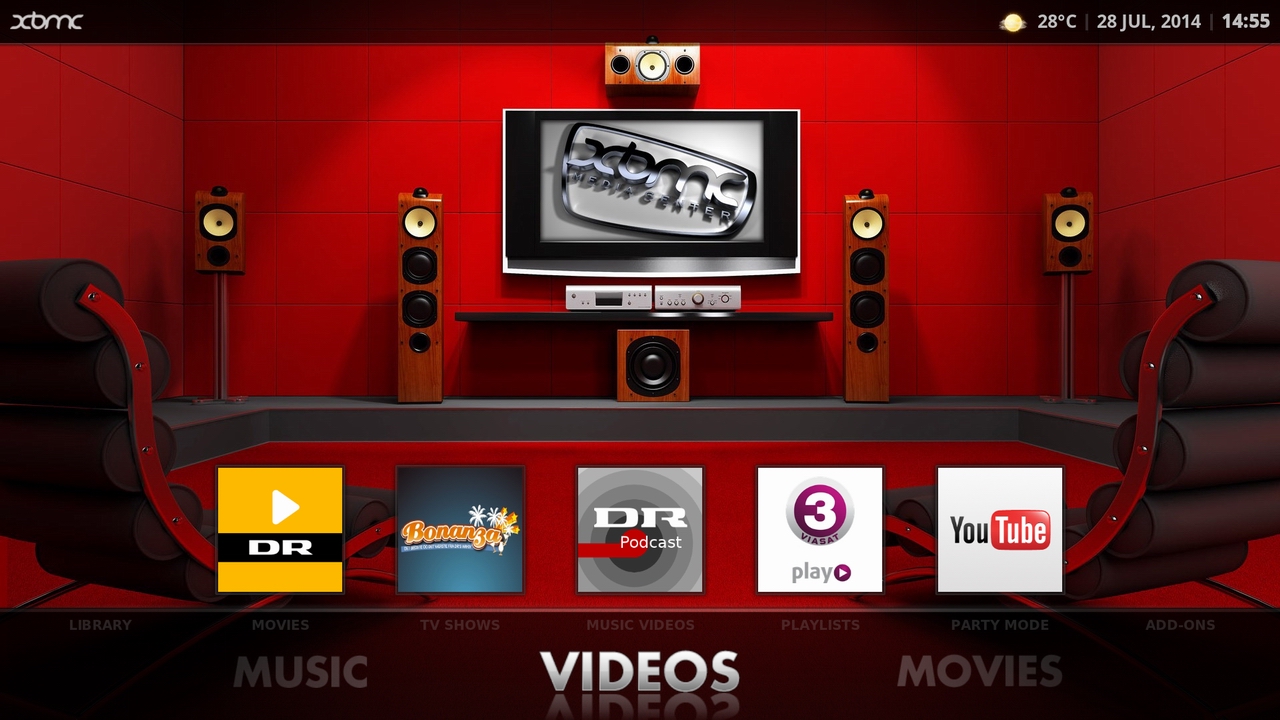 xbmc
28°C | 28 JUL, 2014 | 14:55
xbmc
MEDIA CENTER
DR
Bonanza
DR
Podcast
3
VIASAT
play
YouTube
LIBRARY
MOVIES
TV SHOWS
MUSIC VIDEOS
PLAYLISTS
PARTY MODE
ADD-ONS
MUSIC
VIDEOS
MOVIES